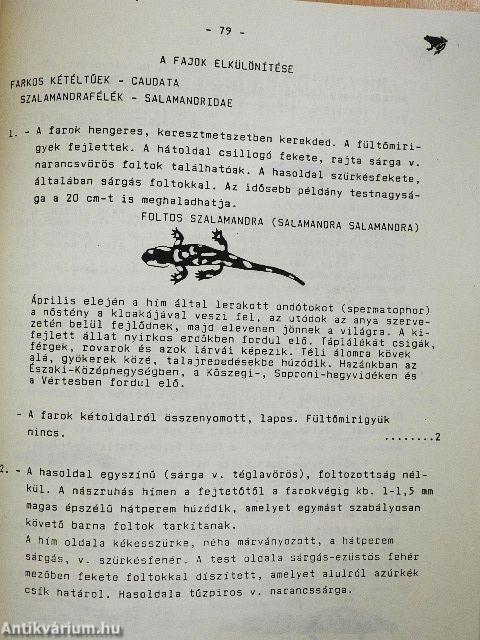 - 79 -
A FAJOK ELKÜLÖNÍTÉSE
FARKOS KÉTÉLTŰEK - CAUDATA
SZALAMANDRAFÉLÉK - SALAMANDRIDAE
1. - A farok hengeres, keresztmetszetben kerekded. A fültőmiri-
gyek fejlettek. A hátoldal csillogó fekete, rajta sárga v.
narancsvörös foltok találhatóak. A hasoldal szürkésfekete,
általában sárgás foltokkal. Az idősebb példány testnagysá-
ga a 20 cm-t is meghaladhatja.
FOLTOS SZALAMANDRA (SALAMANDRA SALAMANDRA)
Április elején a hím által lerakott ondótokot (spermatophor)
a nőstény a kloakájával veszi fel, az utódok az anya szerve-
zetén belül fejlődnek, majd elevenen jönnek a világra. A ki-
fejlett állat nyirkos erdőkben fordul elő. Táplálékát csigák,
férgek, rovarok és azok lárvái képezik. Téli álomra kövek
alá, gyökerek közé, talajrepedésekbe húzódik. Hazánkban az
Északi-Középhegységben, a Kőszegi-, Soproni-hegyvidéken és
a Vértesben fordul elő.
- A farok kétoldalról összenyomott, lapos. Fültőmirigyük
nincs. ........2
2. - A hasoldal egyszínű (sárga v. téglavörös), foltozottság nél-
kül. A nászruhás hímen a fejtetőtől a farokvégig kb. 1-1,5 mm
magas épszélű hátperem húzódik, amelyet egymást szabályosan
követő barna foltok tarkítanak.
A hím oldala kékesszürke, néha márványozott, a hátperem
sárgás, v. szürkésfenér. A test oldala sárgás-ezüstös fehér
mezőben fekete foltokkal díszített, amelyet alulról azúrkék
csík határol. Hasoldala tűzpiros v. narancssárga.
Antikvárium.hu